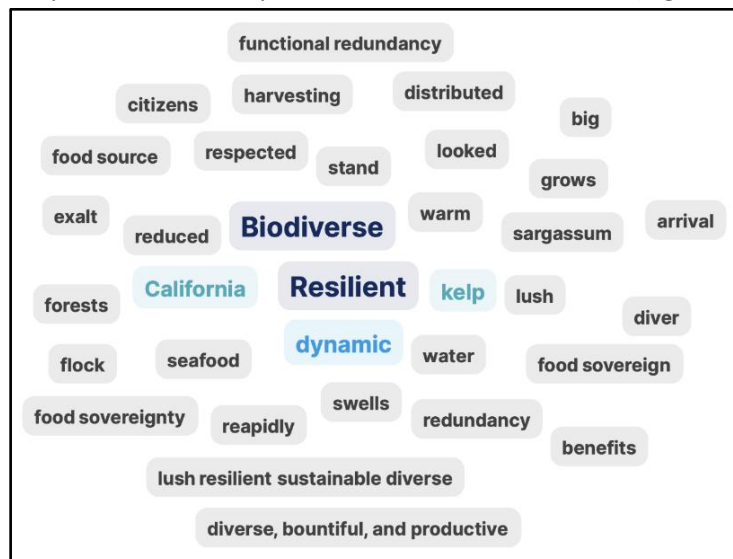 functional redundancy
citizens
harvesting
distributed
big
food source
respected
stand
looked
grows
exalt
reduced
Biodiverse
warm
sargassum
arrival
forests
California
Resilient
kelp
lush
diver
flock
seafood
dynamic
water
food sovereign
food sovereignty
reapidly
swells
redundancy
benefits
lush resilient sustainable diverse
diverse, bountiful, and productive